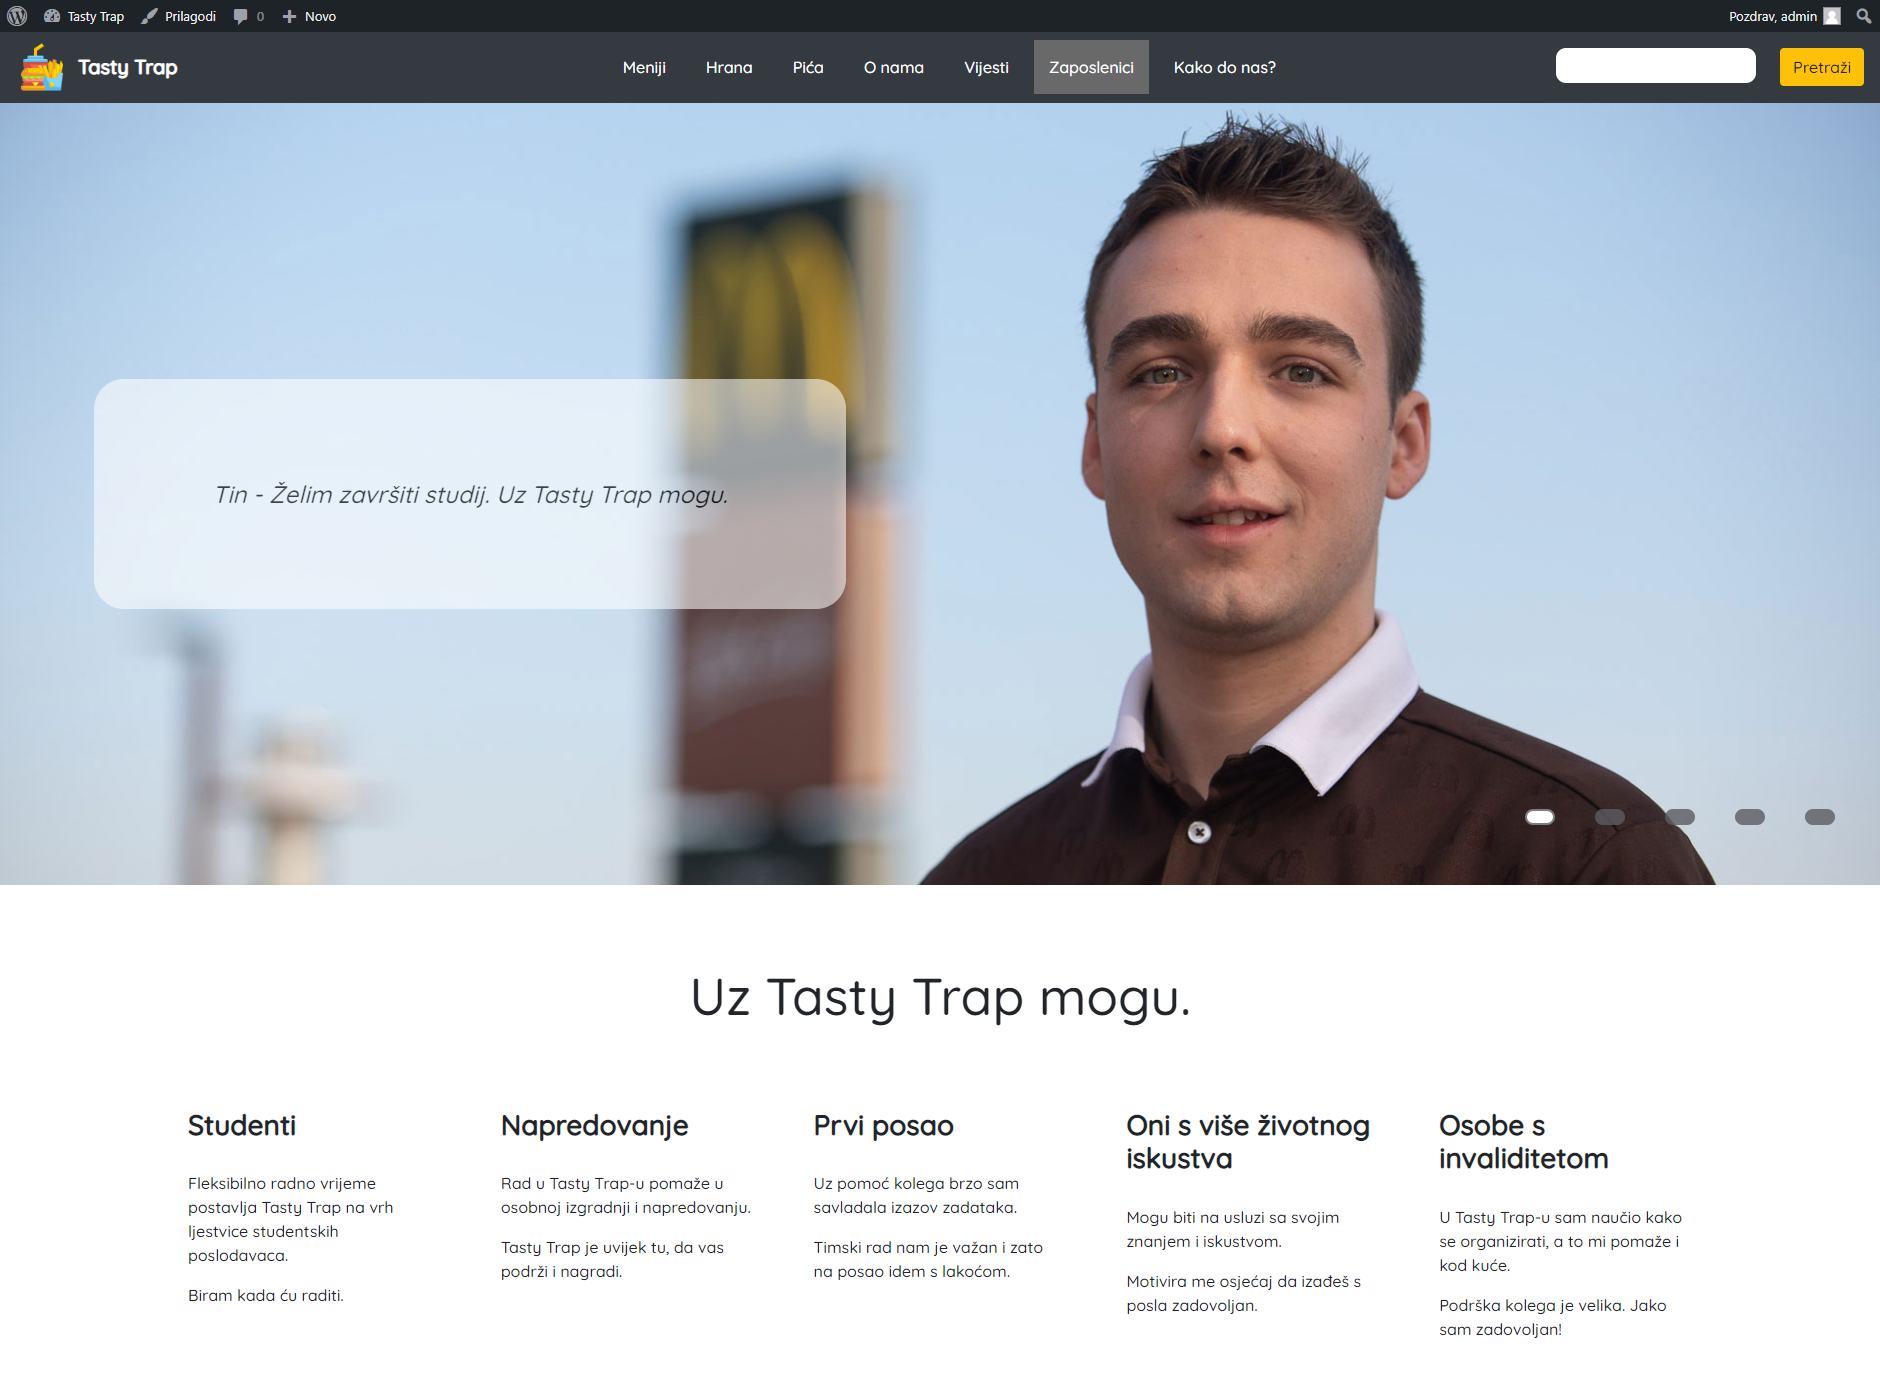 Tasty Trap
Prilagodi
0
Novo
Pozdrav, admin
Tasty Trap
Meniji
Hrana
Pića
O nama
Vijesti
Zaposlenici
Kako do nas?
Pretraži
Tin - Želim završiti studij. Uz Tasty Trap mogu.
Uz Tasty Trap mogu.
Studenti
Fleksibilno radno vrijeme
postavlja Tasty Trap na vrh
ljestvice studentskih
poslodavaca.
Biram kada ću raditi.
Napredovanje
Rad u Tasty Trap-u pomaže u
osobnoj izgradnji i napredovanju.
Tasty Trap je uvijek tu, da vas
podrži i nagradi.
Prvi posao
Uz pomoć kolega brzo sam
savladala izazov zadataka.
Timski rad nam je važan i zato
na posao idem s lakoćom.
Oni s više životnog
iskustva
Mogu biti na usluzi sa svojim
znanjem i iskustvom.
Motivira me osjećaj da izađeš s
posla zadovoljan.
Osobe s
invaliditetom
U Tasty Trap-u sam naučio kako
se organizirati, a to mi pomaže i
kod kuće.
Podrška kolega je velika. Jako
sam zadovoljan!